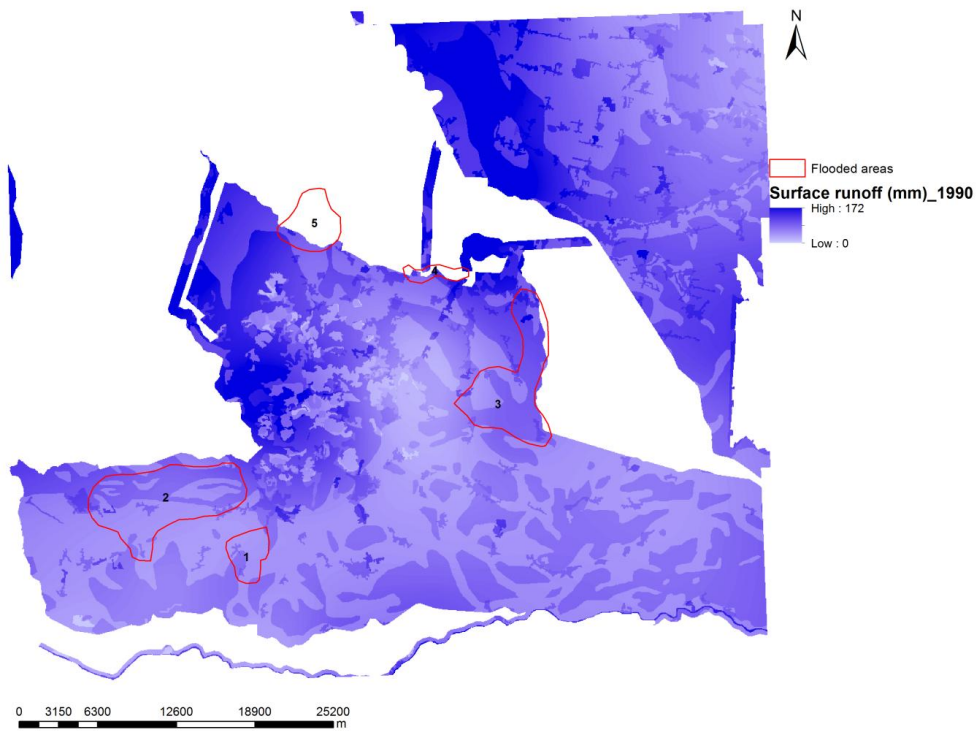 N
Flooded areas
Surface runoff (mm)_1990
High : 172
Low : 0
5
4
3
2
1
0 3150 6300 12600 18900 25200
m